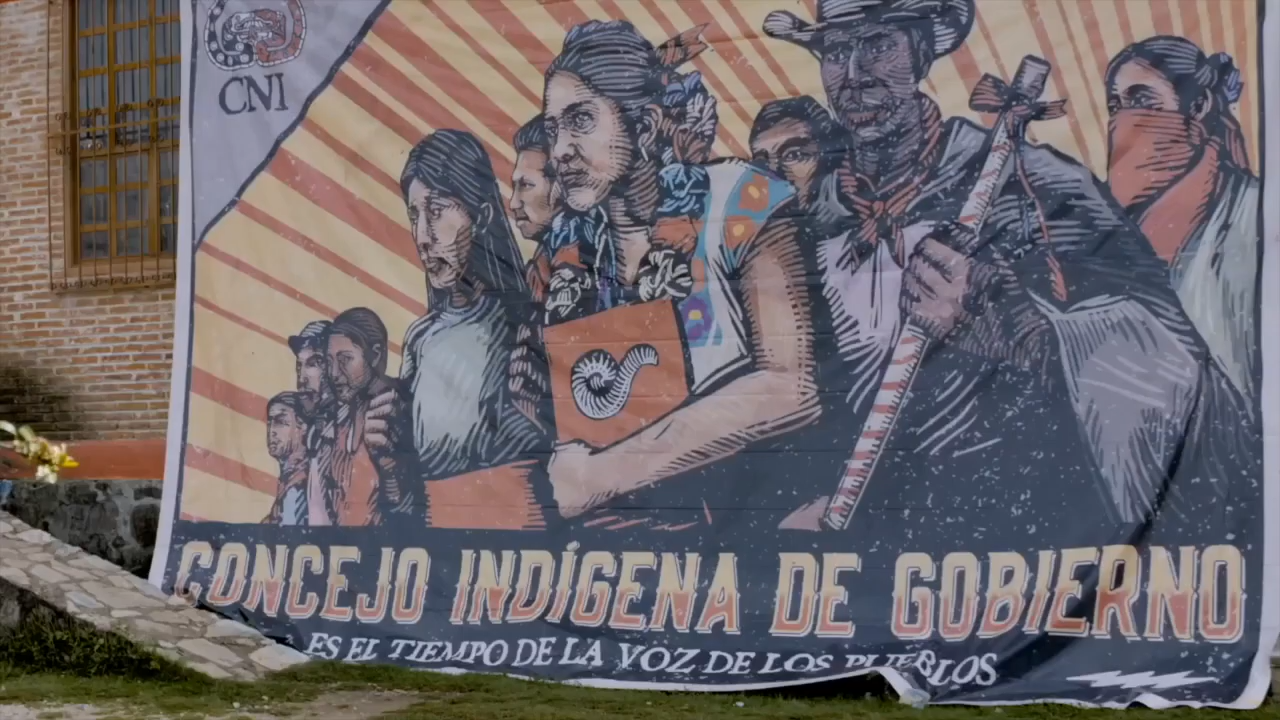 CNI
CONCEJO INDÍGENA DE GOBIERNO
ES EL TIEMPO DE LA VOZ DE LOS PUEBLOS